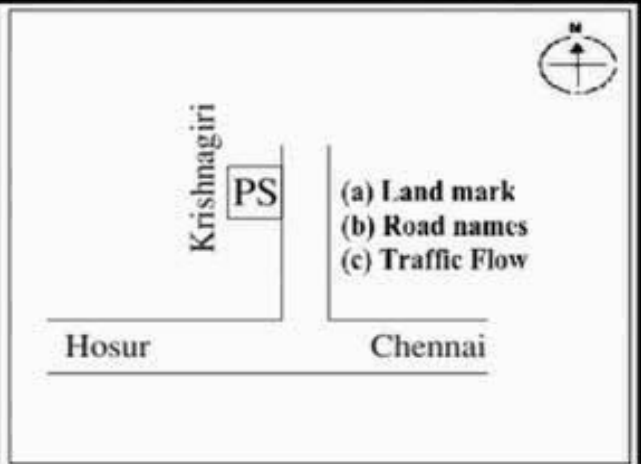 N
Krishnagiri
PS
(a) Land mark
(b) Road names
(c) Traffic Flow
Hosur
Chennai